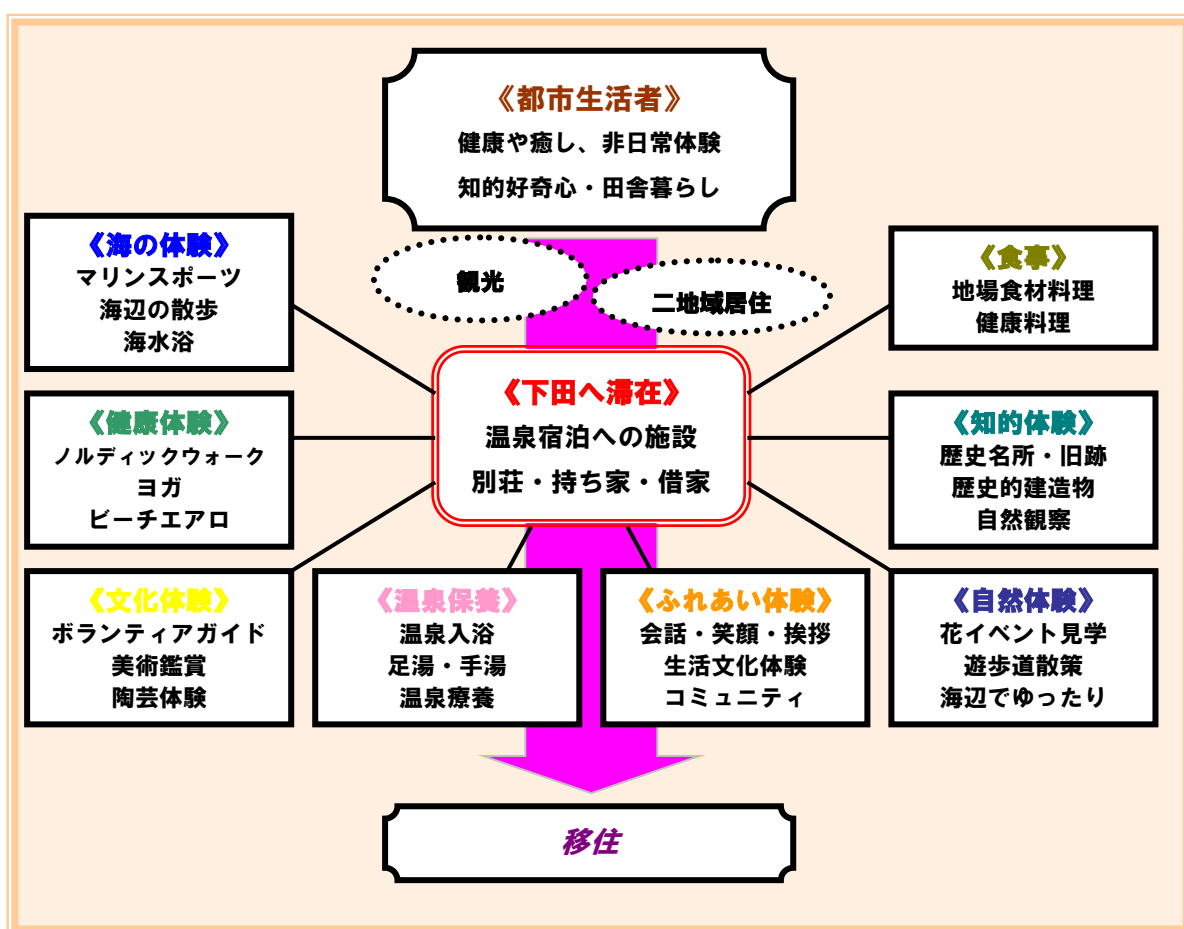 《都市生活者》
健康や癒し、非日常体験
知的好奇心・田舎暮らし
観光
二地域居住
《海の体験》
マリンスポーツ
海辺の散歩
海水浴
《食事》
地場食材料理
健康料理
《下田へ滞在》
温泉宿泊への施設
別荘・持ち家・借家
《健康体験》
ノルディックウォーク
ヨガ
ビーチエアロ
《知的体験》
歴史名所・旧跡
歴史的建造物
自然観察
《文化体験》
ボランティアガイド
美術鑑賞
陶芸体験
《温泉保養》
温泉入浴
足湯・手湯
温泉療養
《ふれあい体験》
会話・笑顔・挨拶
生活文化体験
コミュニティ
《自然体験》
花イベント見学
遊歩道散策
海辺でゆったり
移住